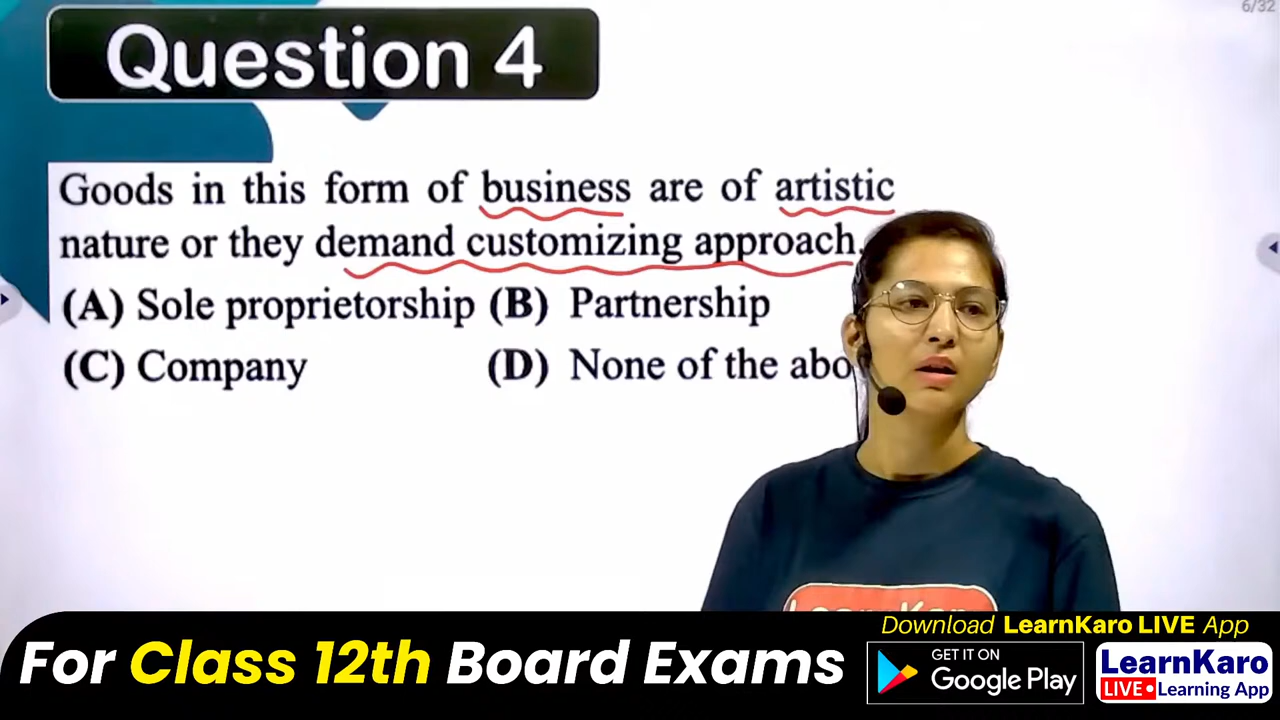 6/32
Question 4
Goods in this form of business are of artistic
nature or they demand customizing approach.
(A) Sole proprietorship (B) Partnership
(C) Company (D) None of the abo
For Class 12th Board Exams
Download LearnKaro LIVE App
GET IT ON
Google Play
LearnKaro
LIVE Learning App